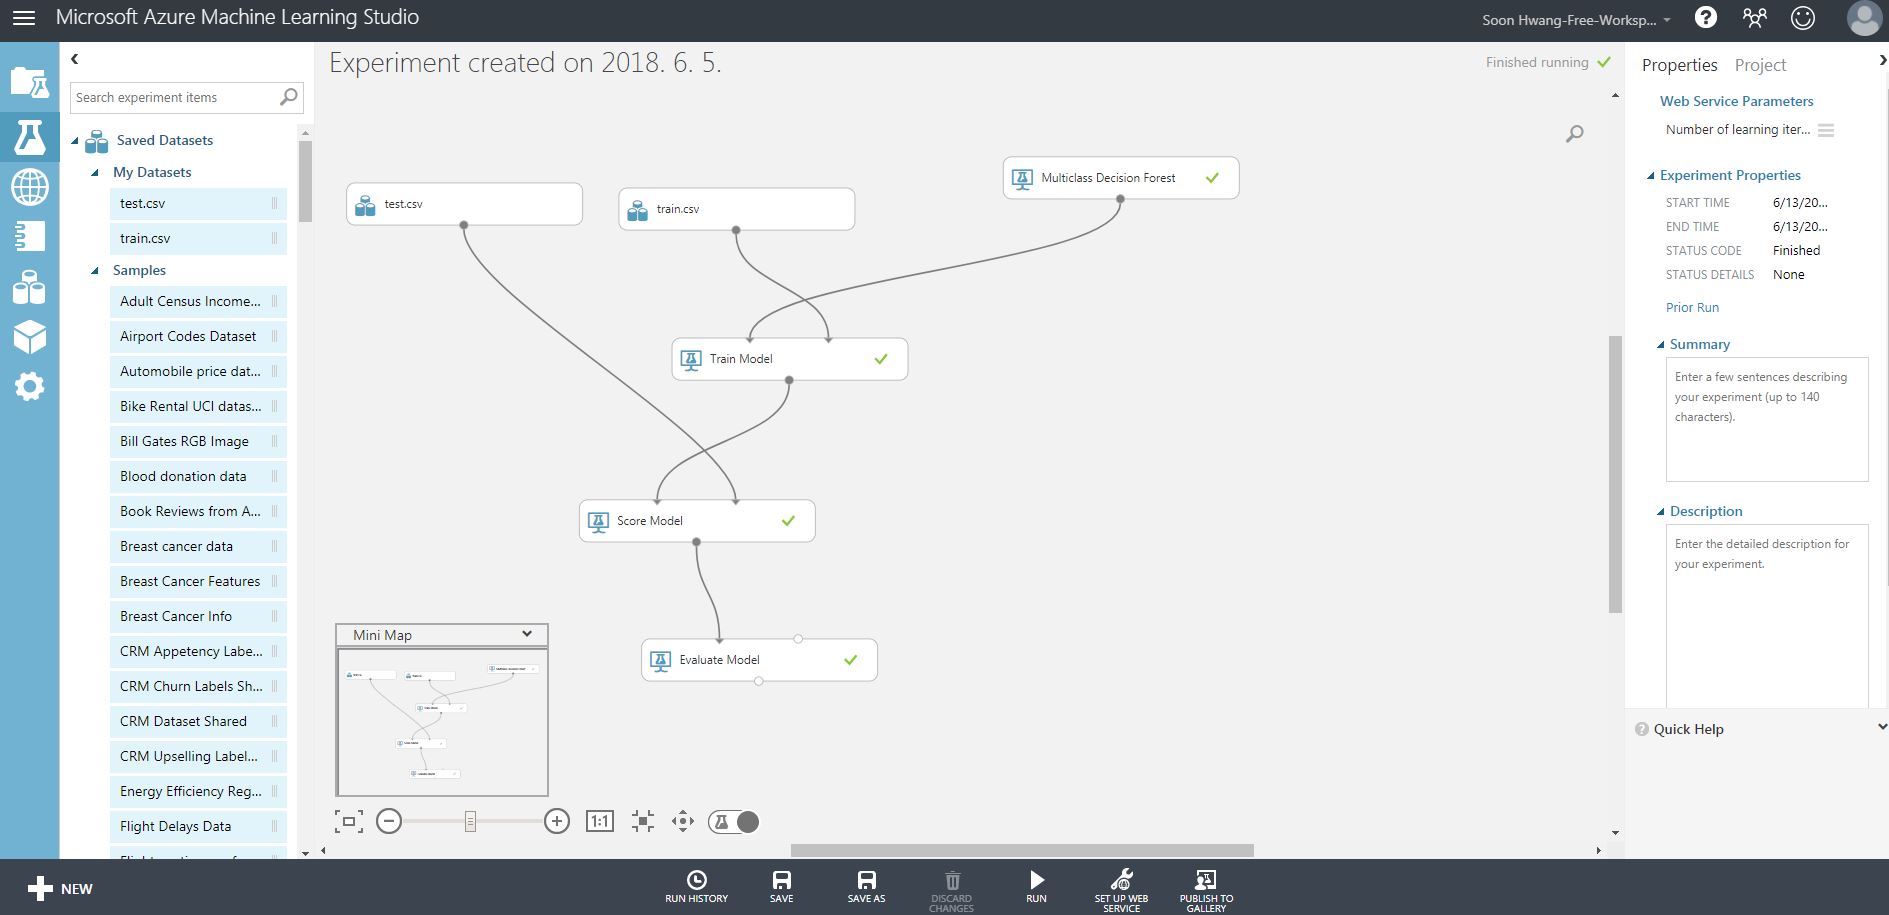 Microsoft Azure Machine Learning Studio
Soon Hwang-Free-Worksp...
Search experiment items
Saved Datasets
My Datasets
test.csv
train.csv
Samples
Adult Census Income...
Airport Codes Dataset
Automobile price dat...
Bike Rental UCI datas...
Bill Gates RGB Image
Blood donation data
Book Reviews from A...
Breast cancer data
Breast Cancer Features
Breast Cancer Info
CRM Appetency Labe...
CRM Churn Labels Sh...
CRM Dataset Shared
CRM Upselling Label...
Energy Efficiency Reg...
Flight Delays Data
Experiment created on 2018. 6. 5.
Finished running
test.csv
train.csv
Multiclass Decision Forest
Train Model
Score Model
Evaluate Model
Mini Map
1:1
Properties
Project
Web Service Parameters
Number of learning iter...
Experiment Properties
START TIME 6/13/20...
END TIME 6/13/20...
STATUS CODE Finished
STATUS DETAILS None
Prior Run
Summary
Enter a few sentences describing
your experiment (up to 140
characters).
Description
Enter the detailed description for
your experiment.
Quick Help
NEW
RUN HISTORY
SAVE
SAVE AS
DISCARD
CHANGES
RUN
SET UP WEB
SERVICE
PUBLISH TO
GALLERY